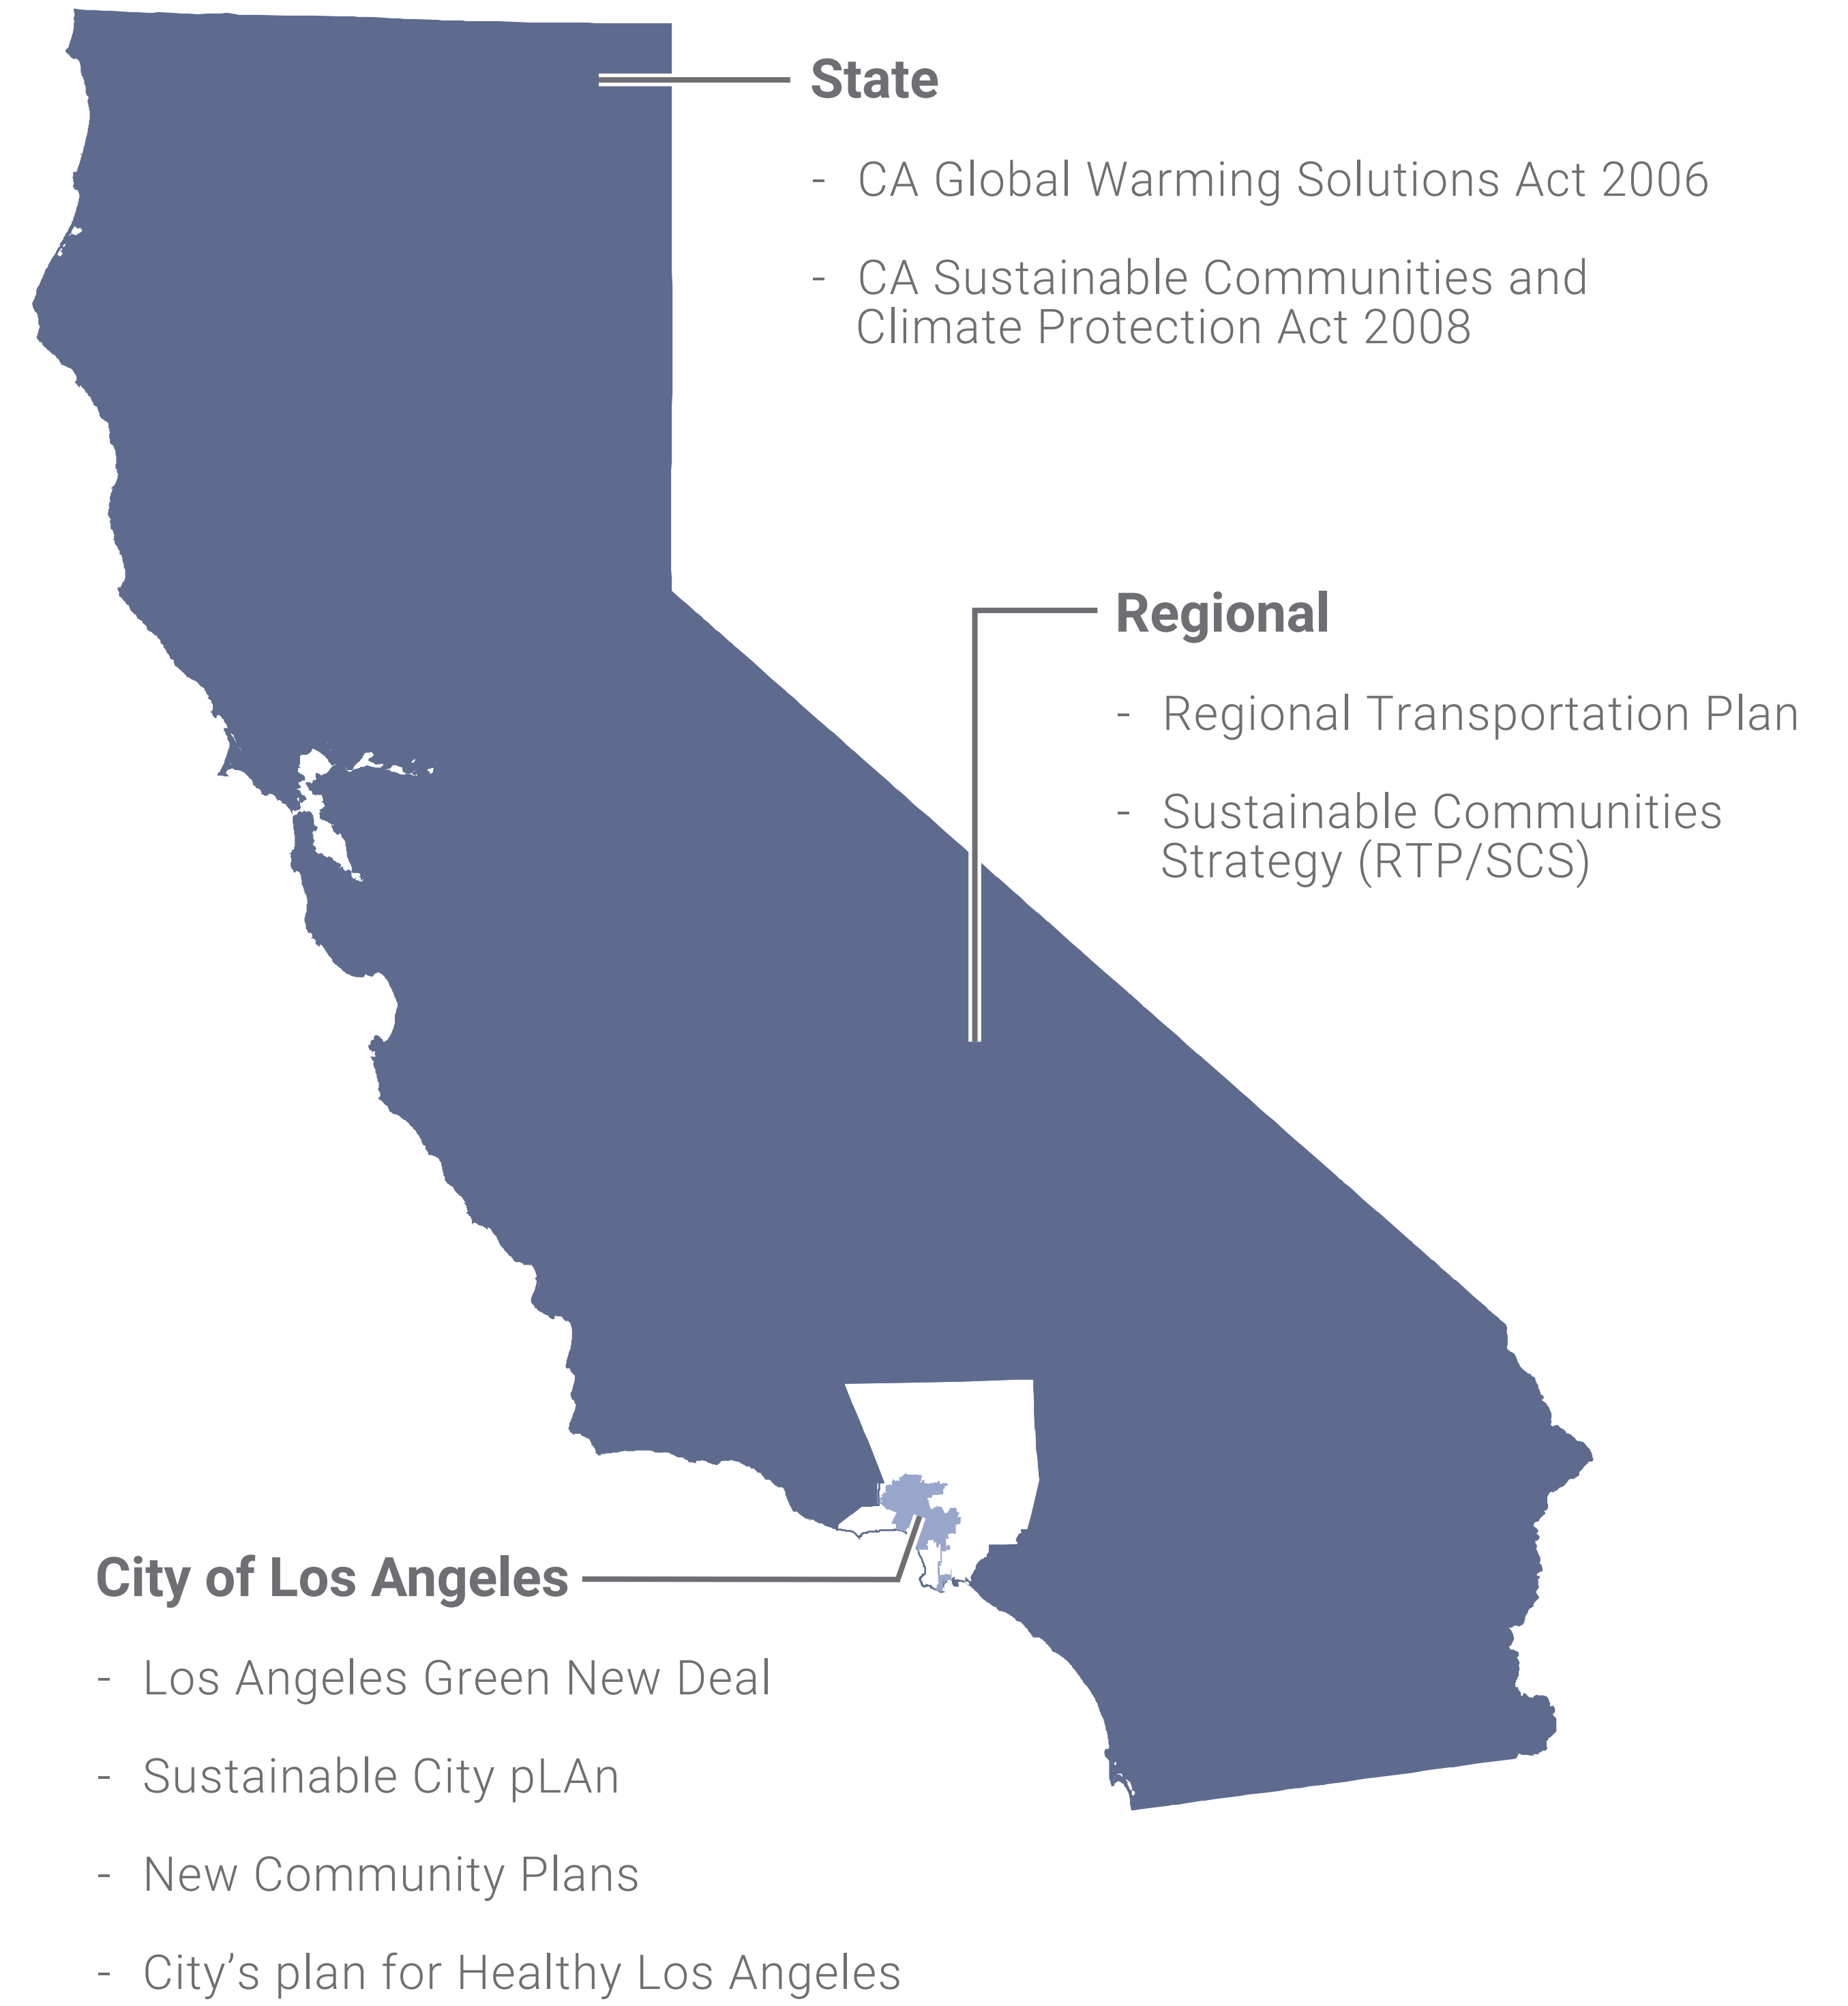 State
- CA Global Warming Solutions Act 2006
- CA Sustainable Communities and
Climate Protection Act 2008
Regional
- Regional Transportation Plan
- Sustainable Communities
Strategy (RTP/SCS)
City of Los Angeles
- Los Angeles Green New Deal
- Sustainable City pLAn
- New Community Plans
- City’s plan for Healthy Los Angeles